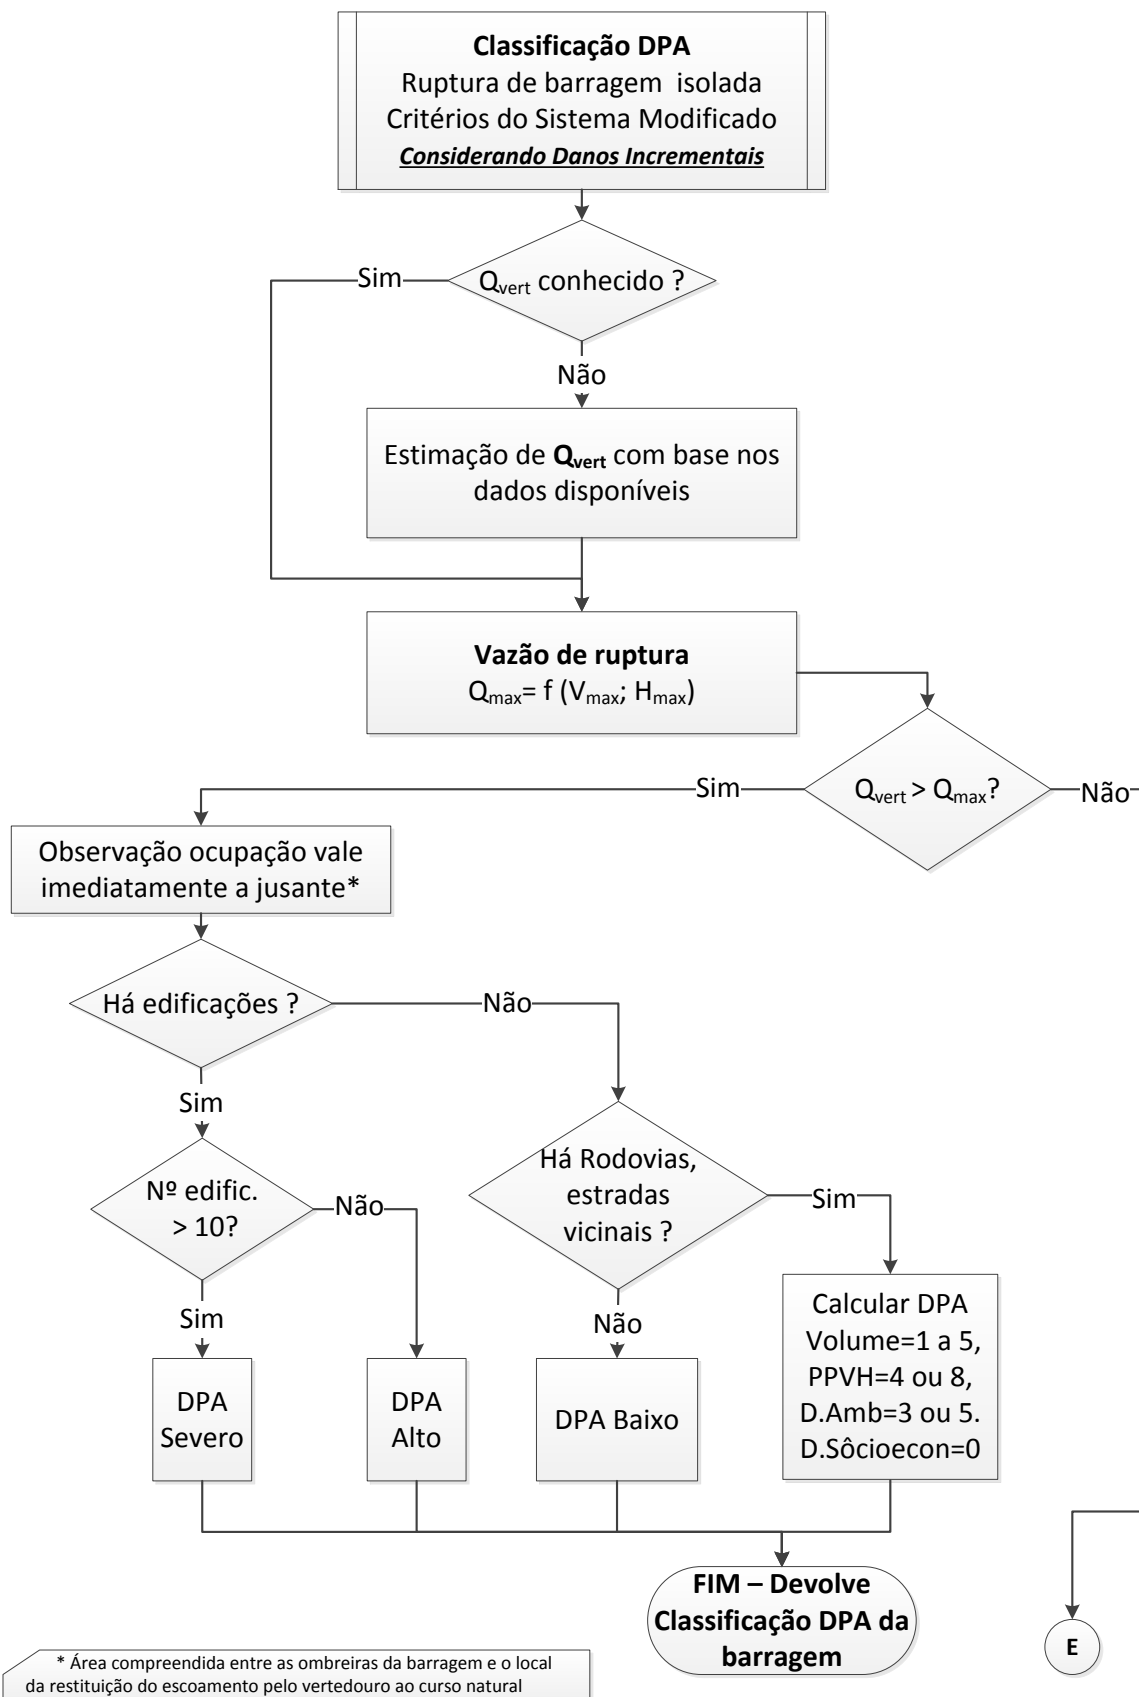 Classificação DPA
Ruptura de barragem isolada
Critérios do Sistema Modificado
Considerando Danos Incrementais
Sim
Qvert conhecido ?
Não
Estimação de Qvert com base nos
dados disponíveis
Vazão de ruptura
Qmax= f (Vmax; Hmax)
Sim
Qvert > Qmax?
Não
Observação ocupação vale
imediatamente a jusante*
Há edificações ?
Não
Sim
Nº edific.
> 10?
Não
Há Rodovias,
estradas
vicinais ?
Sim
Sim
Não
DPA
Severo
DPA
Alto
DPA Baixo
Calcular DPA
Volume=1 a 5,
PPVH=4 ou 8,
D.Amb=3 ou 5.
D.Sôcioecon=0
FIM – Devolve
Classificação DPA da
barragem
E
* Área compreendida entre as ombreiras da barragem e o local
da restituição do escoamento pelo vertedouro ao curso natural